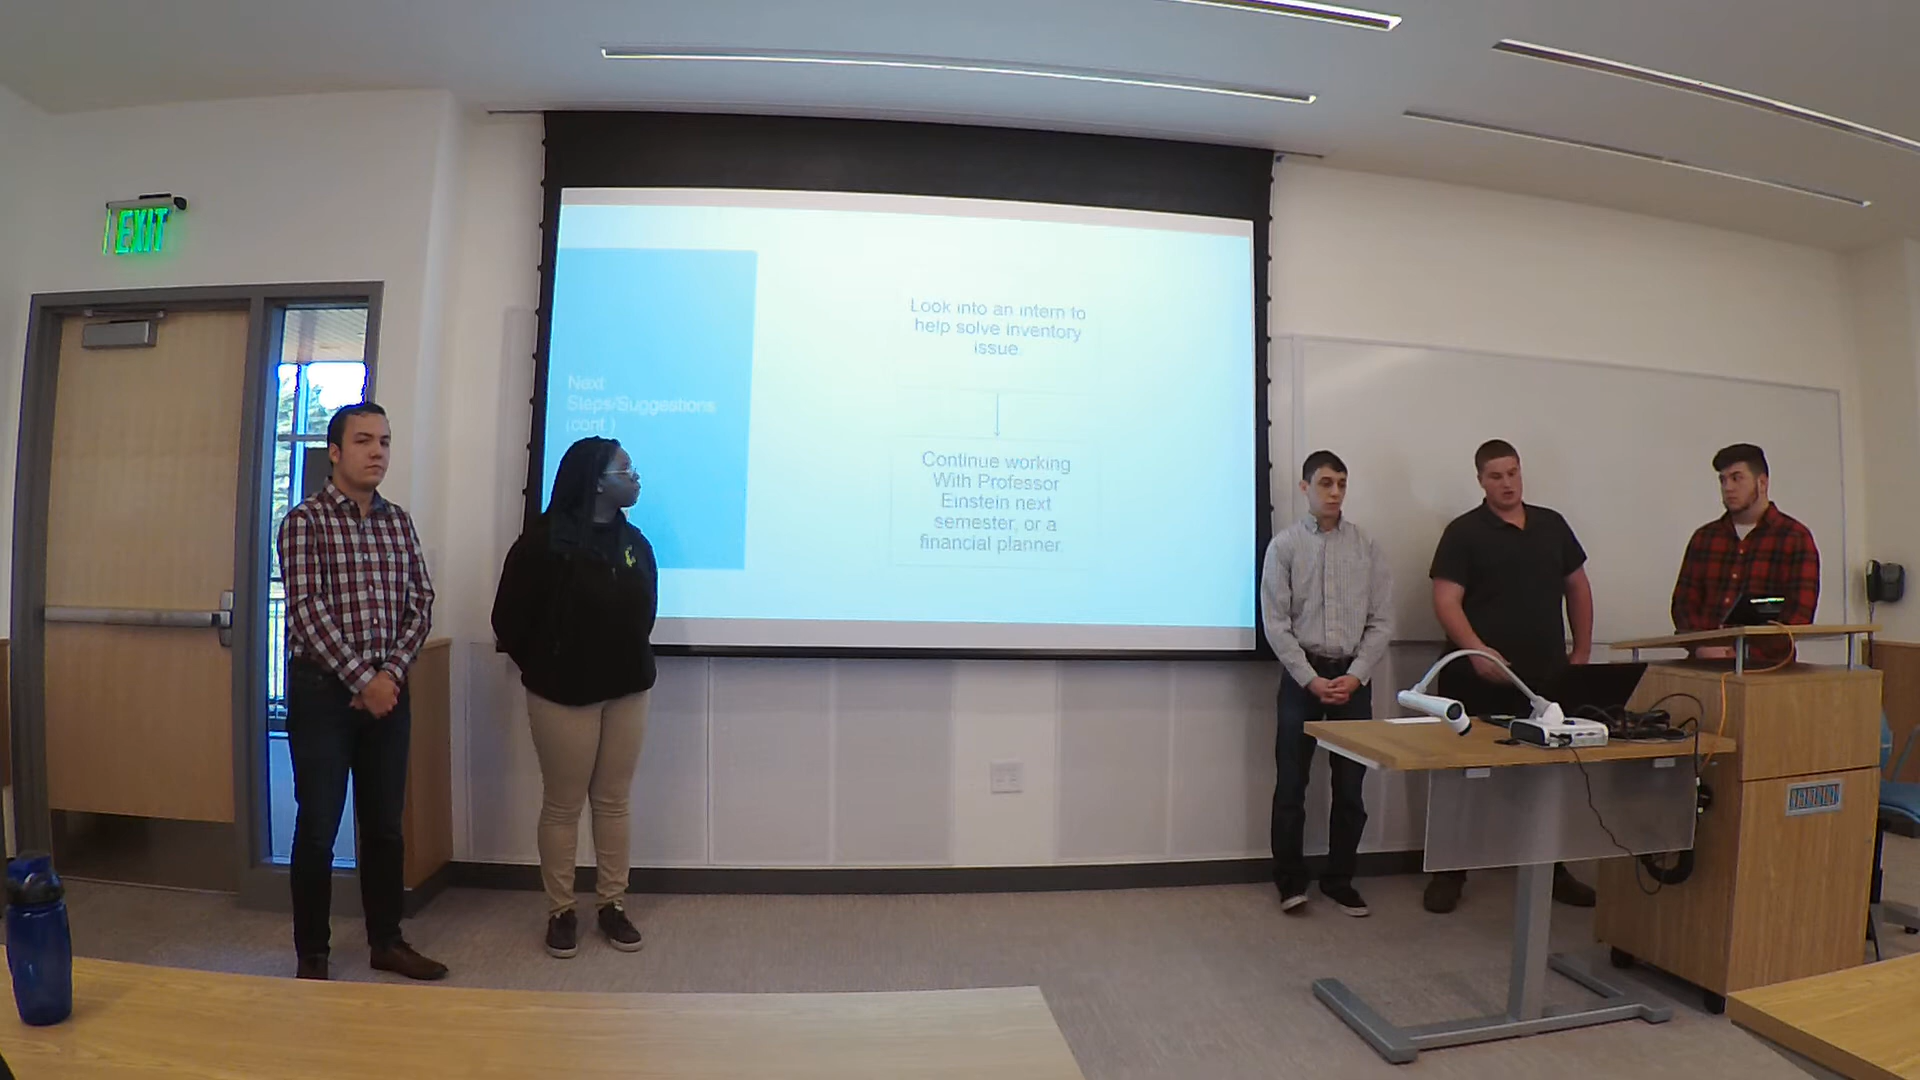 EXIT
Next
Steps/Suggestions
(cont.)
Look into an intern to
help solve inventory
issue.
Continue working
With Professor
Einstein next
semester, or a
financial planner.